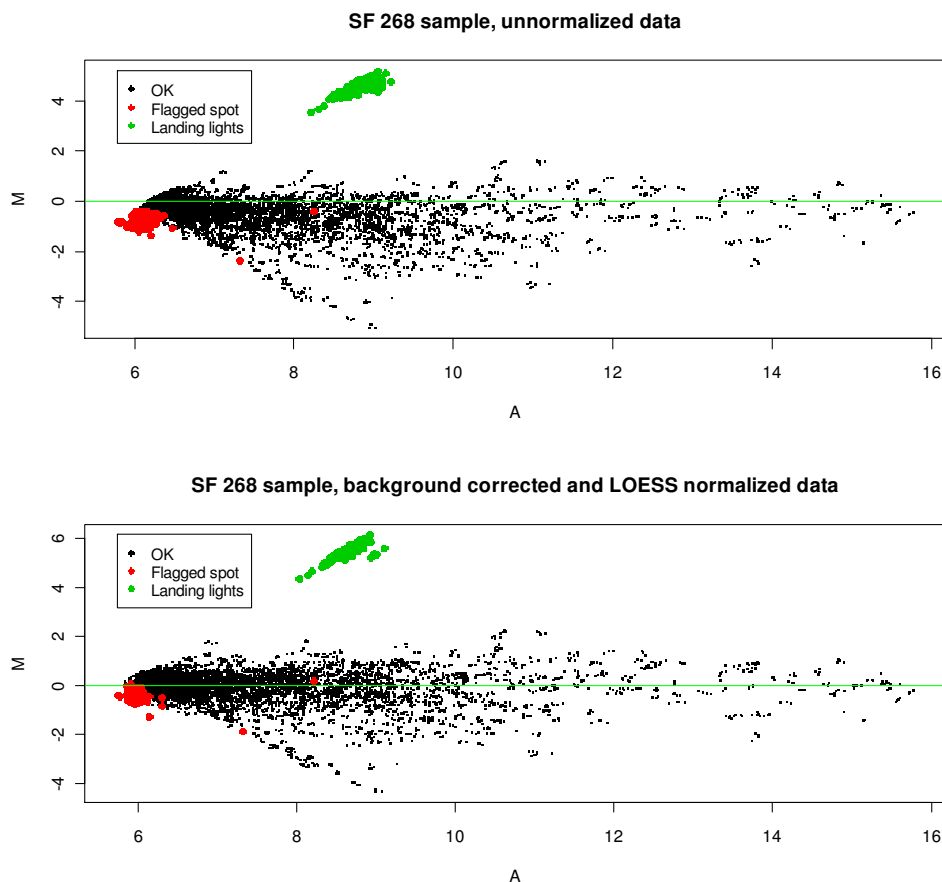 SF 268 sample, unnormalized data
OK
Flagged spot
Landing lights
M
4
2
0
-2
-4
6 8 10 12 14 16
A
SF 268 sample, background corrected and LOESS normalized data
OK
Flagged spot
Landing lights
M
6
4
2
0
-2
-4
6 8 10 12 14 16
A